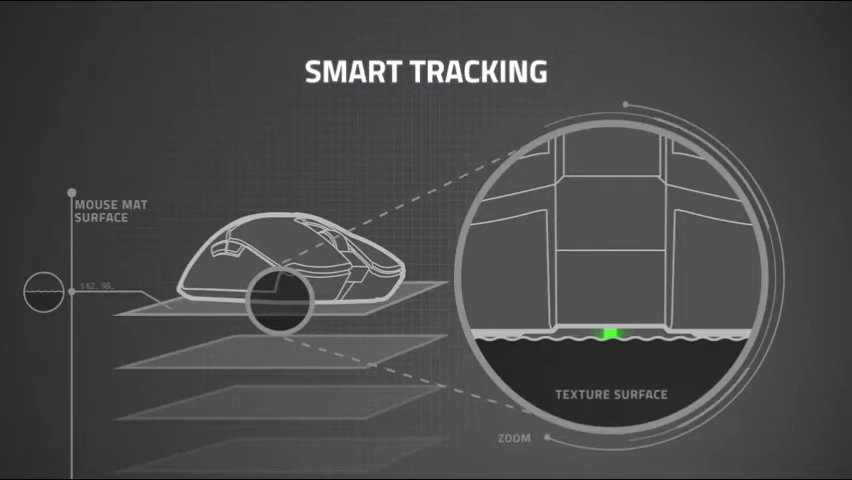 SMART TRACKING
MOUSE MAT
SURFACE
TEXTURE SURFACE
ZOOM